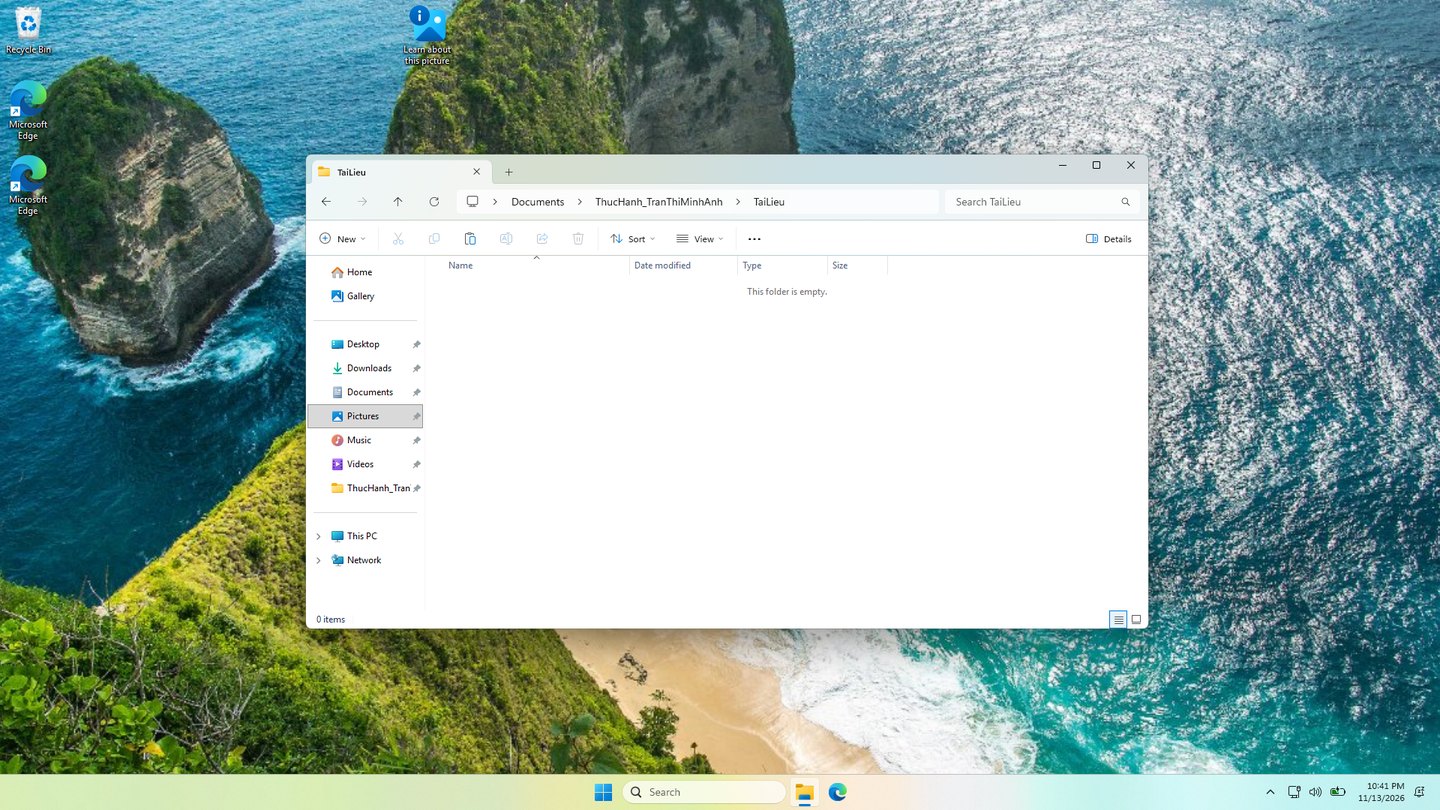 Recycle Bin
Learn about
this picture
Microsoft
Edge
Microsoft
Edge
TaiLieu
Documents
ThucHanh_TranThiMinhAnh
TaiLieu
Search TaiLieu
New
Sort
View
Details
Name
Date modified
Type
Size
This folder is empty.
Home
Gallery
Desktop
Downloads
Documents
Pictures
Music
Videos
ThucHanh_Tran
This PC
Network
0 items
Search
10:41 PM
11/13/2026